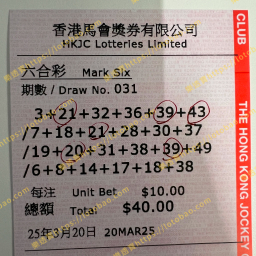 香港馬會獎券有限公司
HKJC Lotteries Limited
六合彩 Mark Six
期數 / Draw No. 031
3+21+32+36+39+43
/7+18+21+28+30+37
/19+20+31+38+39+49
/6+8+14+17+18+38
每注 Unit Bet $10.00
總額 Total $40.00
25年3月20日 20MAR25
CLUB
THE HONG KONG JOCKEY